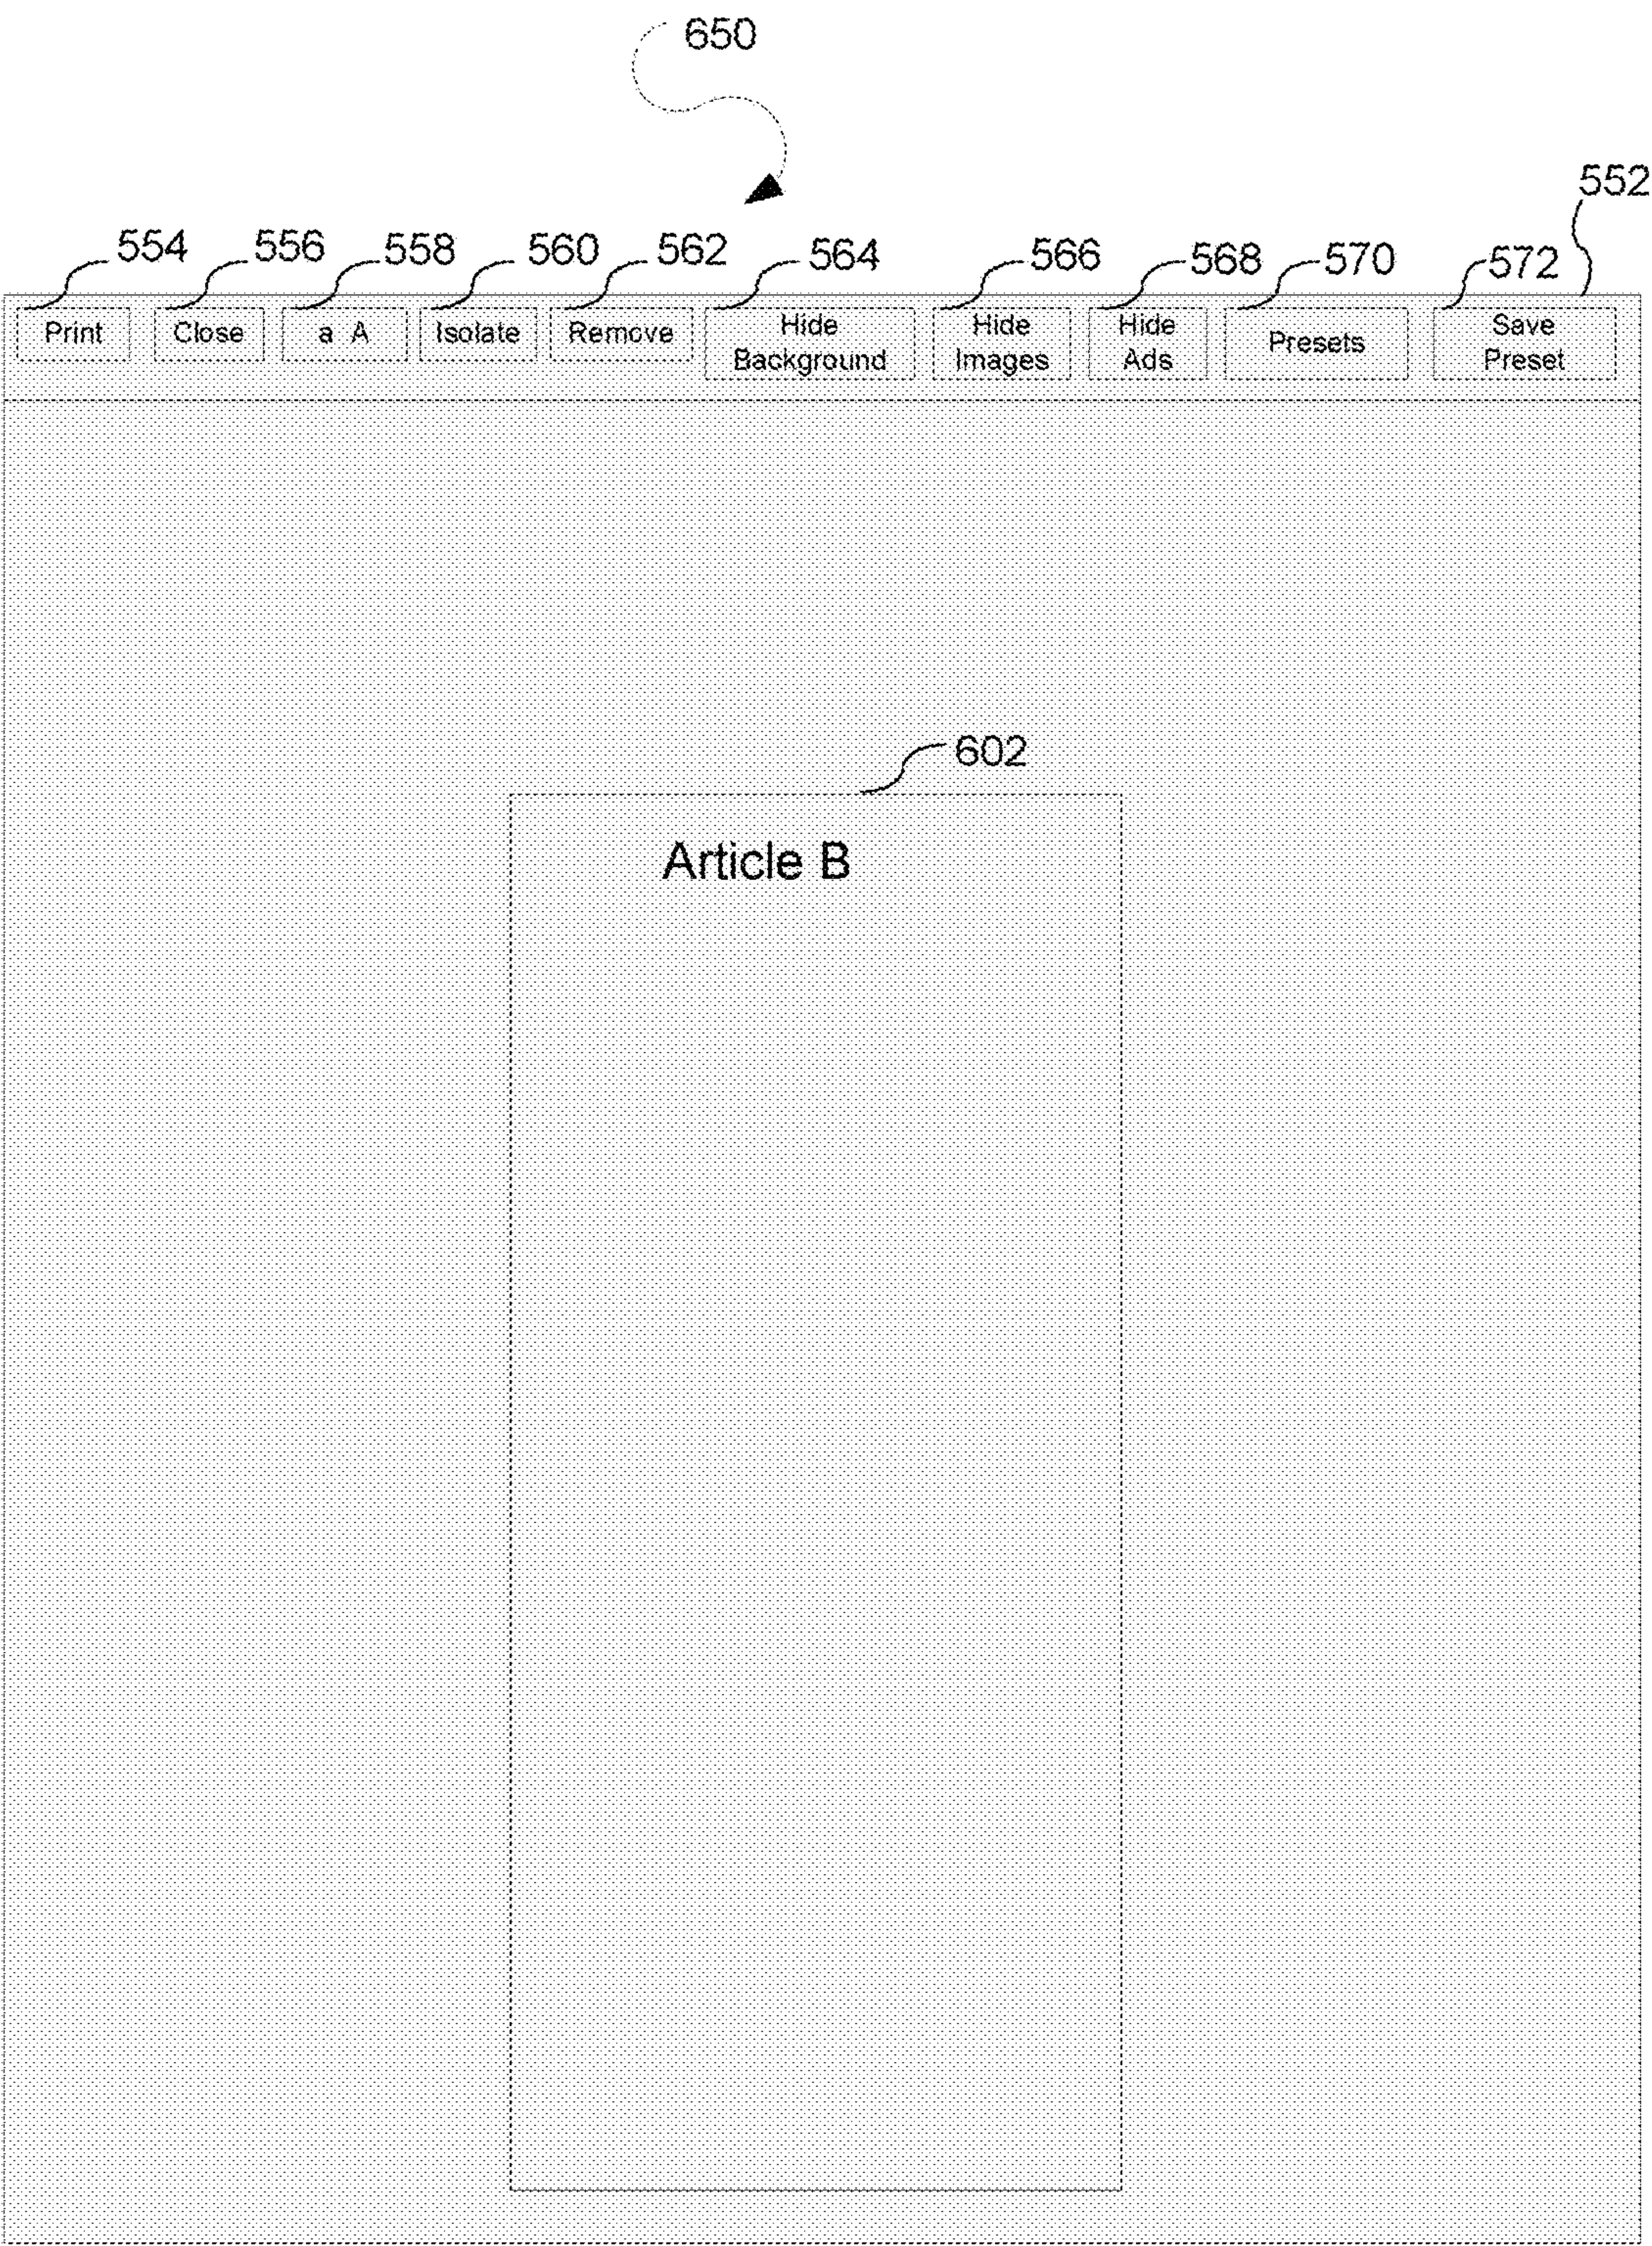 650
552
554 556 558 560 562 564 566 568 570 572
Print Close a A Isolate Remove Hide Background Hide Images Hide Ads Presets Save Preset
602
Article B